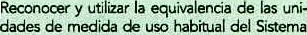 Reconocer y utilizar la equivalencia de las uni-
dades de medida de uso habitual del Sistema